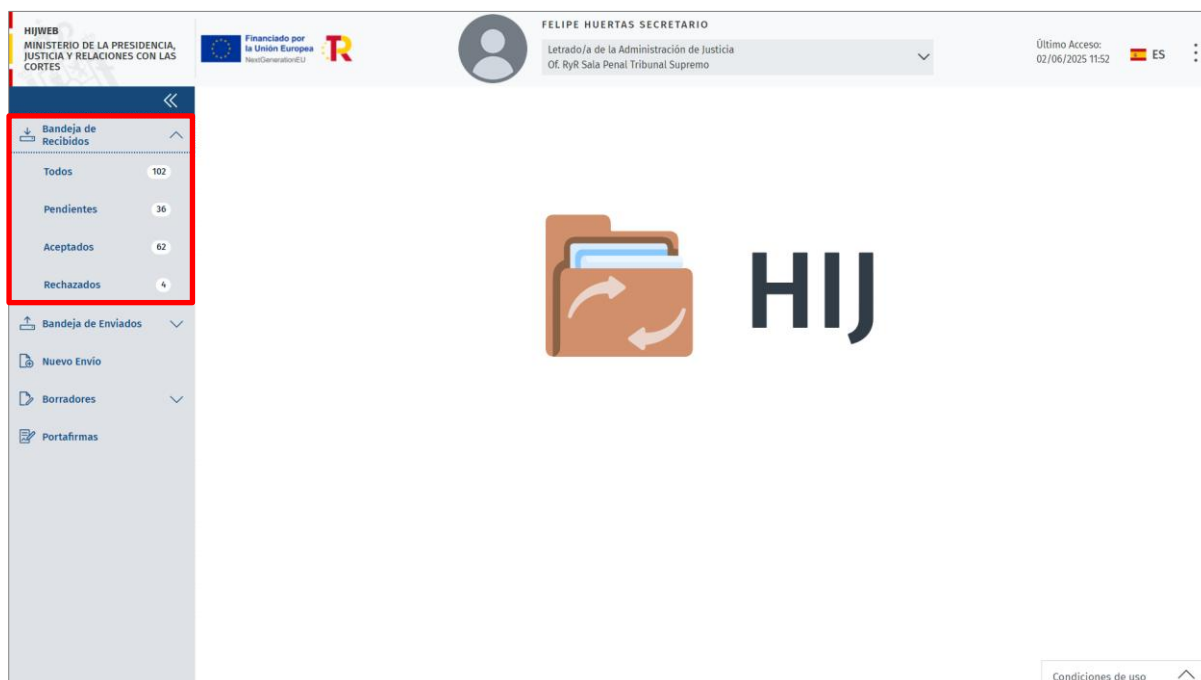 HIJWEB
MINISTERIO DE LA PRESIDENCIA,
JUSTICIA Y RELACIONES CON LAS
CORTES
Financiado por
la Unión Europea
NextGenerationEU
FELIPE HUERTAS SECRETARIO
Letrado/a de la Administración de Justicia
Of. RyR Sala Penal Tribunal Supremo
Último Acceso:
02/06/2025 11:52
ES
Bandeja de
Recibidos
Todos 102
Pendientes 36
Aceptados 62
Rechazados 4
Bandeja de Enviados
Nuevo Envio
Borradores
Portafirmas
HIJ
Condiciones de uso